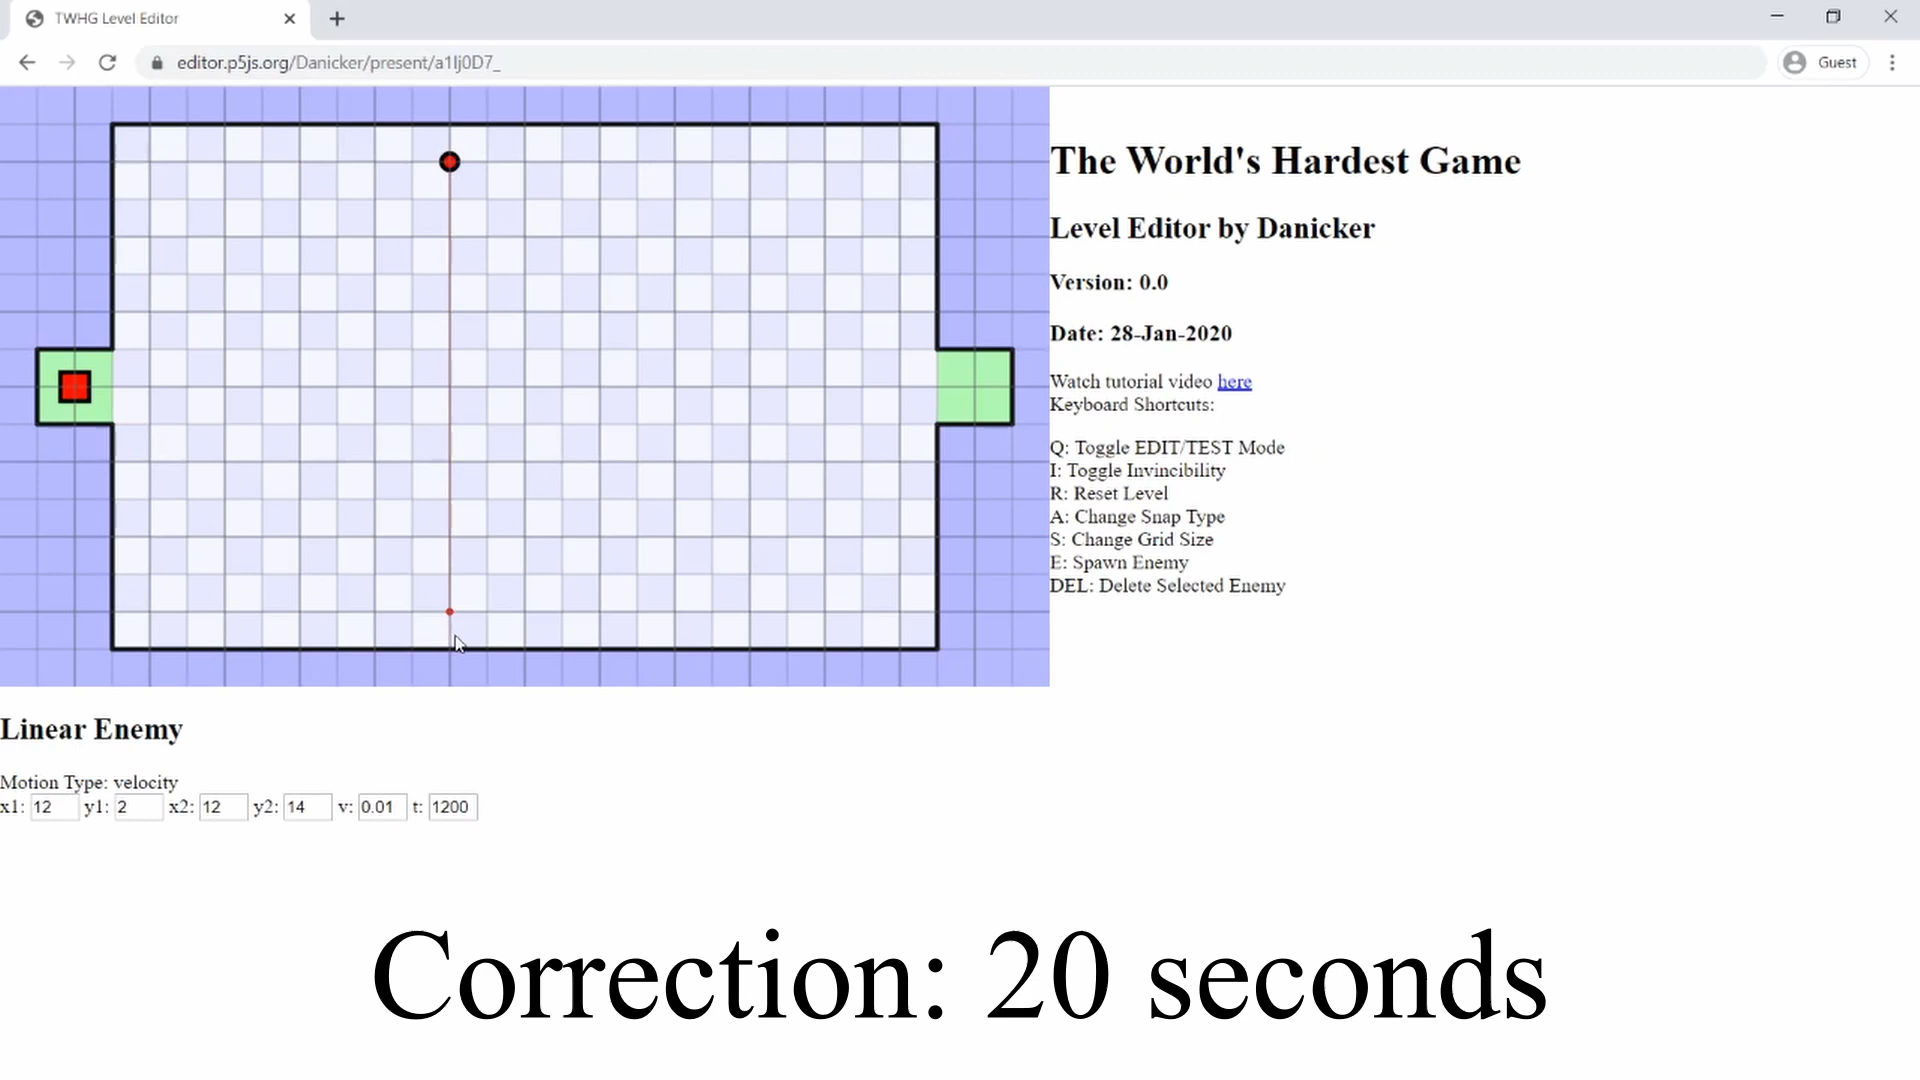 TWHG Level Editor
editor.p5js.org/Danicker/present/a1Ij0D7_
Guest
The World's Hardest Game
Level Editor by Danicker
Version: 0.0
Date: 28-Jan-2020
Watch tutorial video here
Keyboard Shortcuts:
Q: Toggle EDIT/TEST Mode
I: Toggle Invincibility
R: Reset Level
A: Change Snap Type
S: Change Grid Size
E: Spawn Enemy
DEL: Delete Selected Enemy
Linear Enemy
Motion Type: velocity
x1: 12 y1: 2 x2: 12 y2: 14 v: 0.01 t: 1200
Correction: 20 seconds